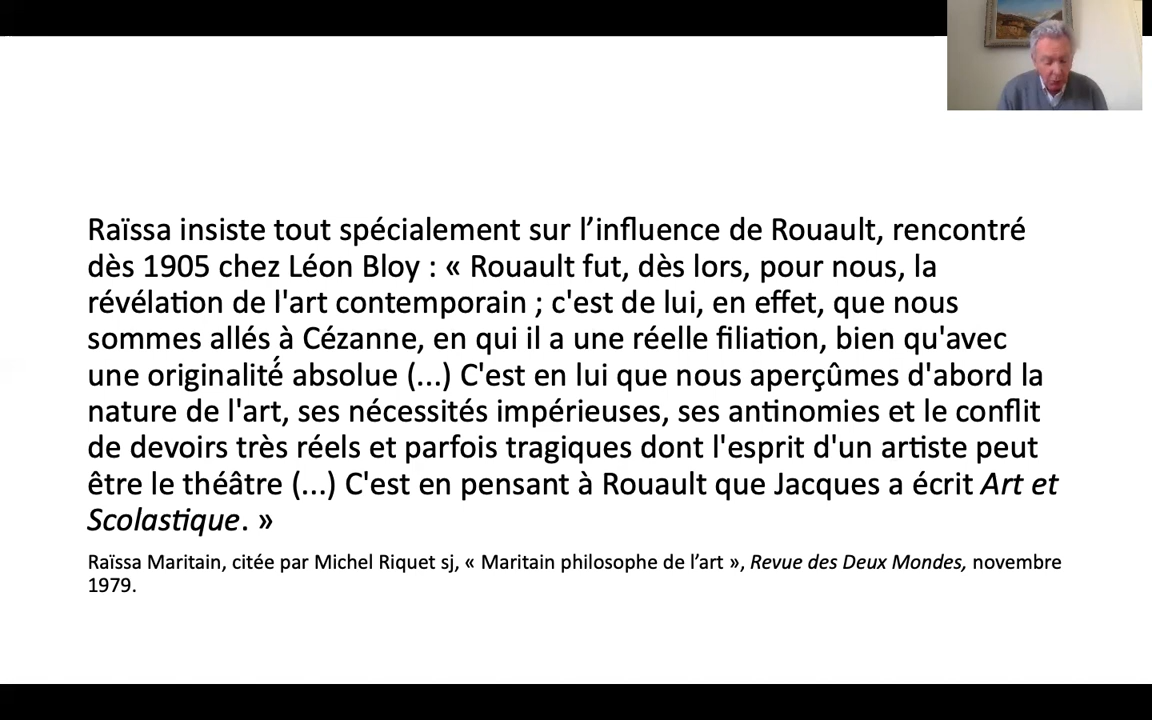 Raïssa insiste tout spécialement sur l’influence de Rouault, rencontré
dès 1905 chez Léon Bloy : « Rouault fut, dès lors, pour nous, la
révélation de l'art contemporain ; c'est de lui, en effet, que nous
sommes allés à Cézanne, en qui il a une réelle filiation, bien qu'avec
une originalité́ absolue (...) C'est en lui que nous aperçûmes d'abord la
nature de l'art, ses nécessités impérieuses, ses antinomies et le conflit
de devoirs très réels et parfois tragiques dont l'esprit d'un artiste peut
être le théâtre (...) C'est en pensant à Rouault que Jacques a écrit Art et
Scolastique. »
Raïssa Maritain, citée par Michel Riquet sj, « Maritain philosophe de l’art », Revue des Deux Mondes, novembre
1979.